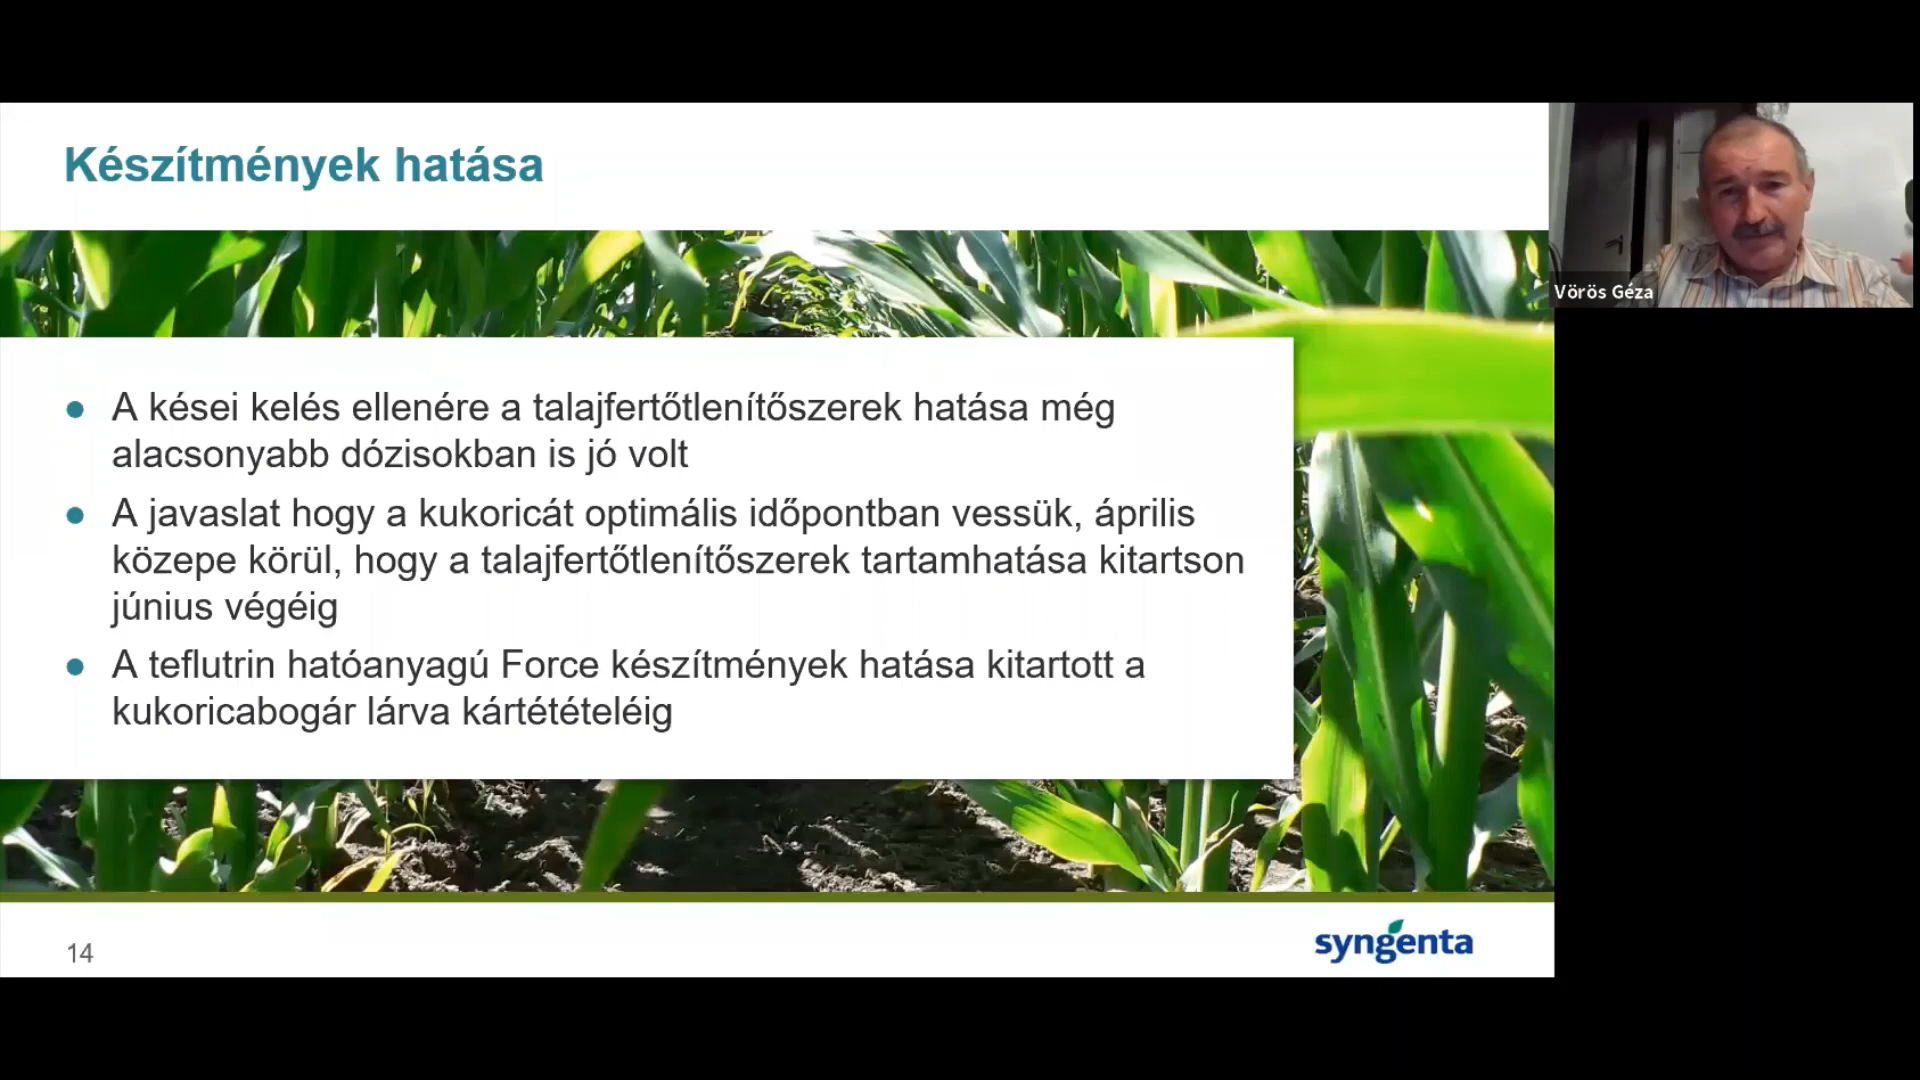 Készítmények hatása
Vörös Géza
A kései kelés ellenére a talajfertőtlenítőszerek hatása még
alacsonyabb dózisokban is jó volt
A javaslat hogy a kukoricát optimális időpontban vessük, április
közepe körül, hogy a talajfertőtlenítőszerek tartamhatása kitartson
június végéig
A teflutrin hatóanyagú Force készítmények hatása kitartott a
kukoricabogár lárva kártétételéig
14
syngenta